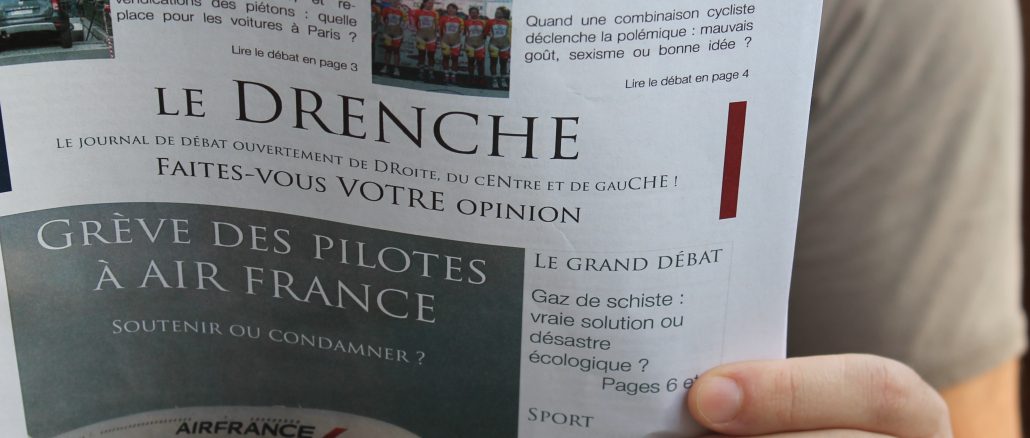 vendications des piétons : quelle
place pour les voitures à Paris ?
Lire le débat en page 3
Quand une combinaison cycliste
déclenche la polémique : mauvais
goût, sexisme ou bonne idée ?
Lire le débat en page 4
LE DRENCHE
LE JOURNAL DE DÉBAT OUVERTEMENT DE DROITE, DU CENTRE ET DE GAUCHE !
FAITES-VOUS VOTRE OPINION
GRÈVE DES PILOTES
À AIR FRANCE
SOUTENIR OU CONDAMNER ?
AIRFRANCE
LE GRAND DÉBAT
Gaz de schiste :
vraie solution ou
désastre
écologique ?
Pages 6 et
SPORT